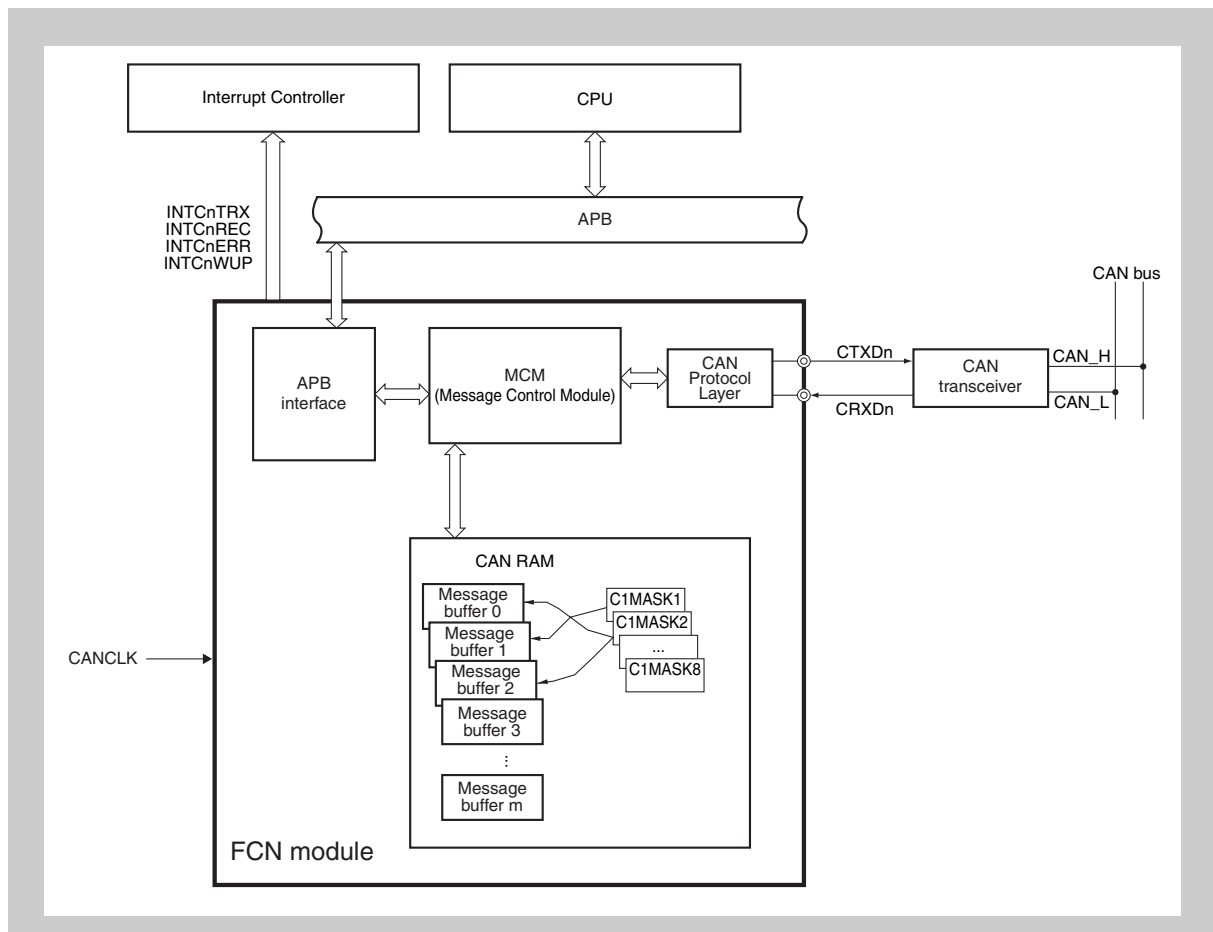 Interrupt Controller
CPU
INTCnTRX
INTCnREC
INTCnERR
INTCnWUP
APB
CAN bus
APB
interface
MCM
(Message Control Module)
CAN
Protocol
Layer
CTXDn
CRXDn
CAN
transceiver
CAN_H
CAN_L
CAN RAM
Message
buffer 0
Message
buffer 1
Message
buffer 2
Message
buffer 3
...
Message
buffer m
C1MASK1
C1MASK2
...
C1MASK8
CANCLK
FCN module